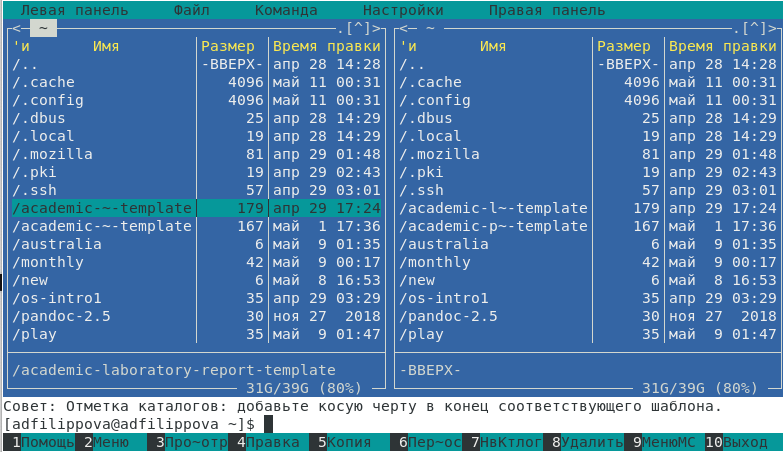 Левая панель Файл Команда Настройки Правая панель
<─ ~ .[^]> <─ ~ .[^]>
'и Имя Размер Время правки 'и Имя Размер Время правки
/.. -ВВЕРХ- апр 28 14:28 /.. -ВВЕРХ- апр 28 14:28
/.cache 4096 май 11 00:31 /.cache 4096 май 11 00:31
/.config 4096 май 11 00:31 /.config 4096 май 11 00:31
/.dbus 25 апр 28 14:29 /.dbus 25 апр 28 14:29
/.local 19 апр 28 14:29 /.local 19 апр 28 14:29
/.mozilla 81 апр 29 01:48 /.mozilla 81 апр 29 01:48
/.pki 19 апр 29 02:43 /.pki 19 апр 29 02:43
/.ssh 57 апр 29 03:01 /.ssh 57 апр 29 03:01
/academic-~-template 179 апр 29 17:24 /academic-l~-template 179 апр 29 17:24
/academic-~-template 167 май 1 17:36 /academic-p~-template 167 май 1 17:36
/australia 6 май 9 01:35 /australia 6 май 9 01:35
/monthly 42 май 9 00:17 /monthly 42 май 9 00:17
/new 6 май 8 16:53 /new 6 май 8 16:53
/os-intro1 35 апр 29 03:29 /os-intro1 35 апр 29 03:29
/pandoc-2.5 30 ноя 27 2018 /pandoc-2.5 30 ноя 27 2018
/play 35 май 9 01:47 /play 35 май 9 01:47
/academic-laboratory-report-template -ВВЕРХ-
31G/39G (80%) 31G/39G (80%)
Совет: Отметка каталогов: добавьте косую черту в конец соответствующего шаблона.
[adfilippova@adfilippova ~]$
1Помощь 2Меню 3Про~отр 4Правка 5Копия 6Пер~ос 7НвКтлог 8Удалить 9МенюМС 10Выход